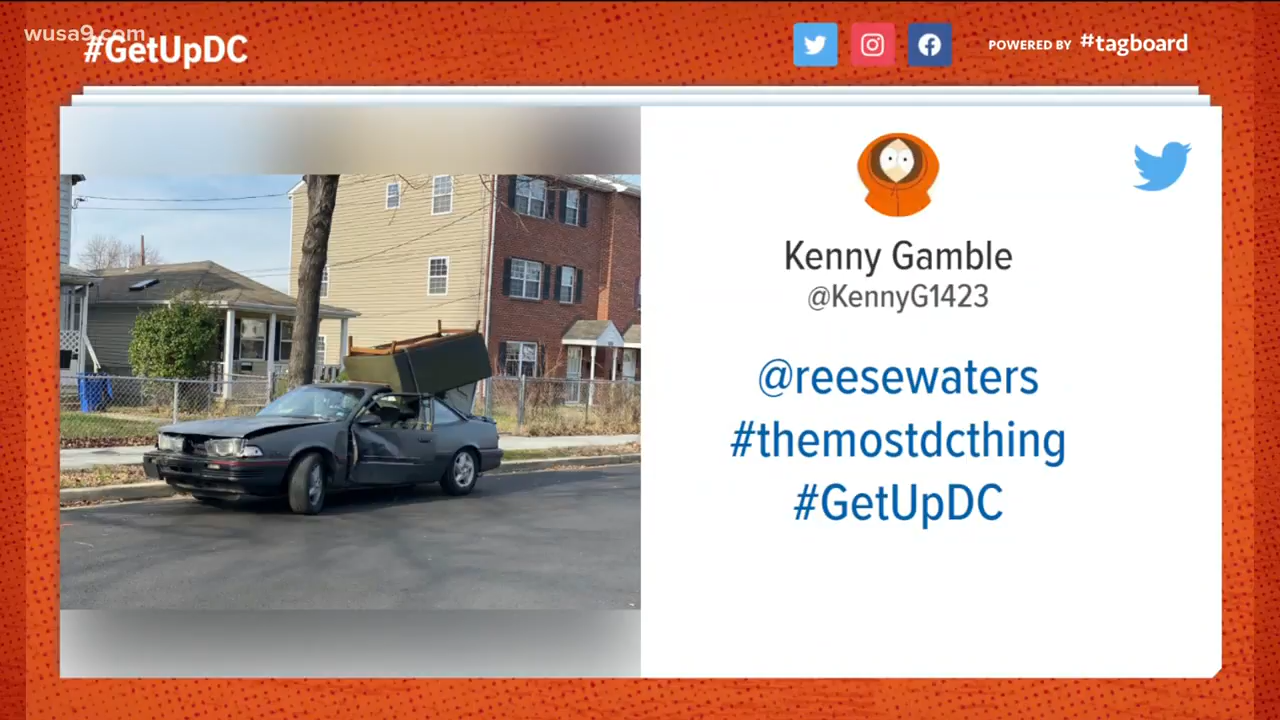 wusa9.com
#GetUpDC
POWERED BY #tagboard
Kenny Gamble
@KennyG1423
@reesewaters
#themostdcthing
#GetUpDC